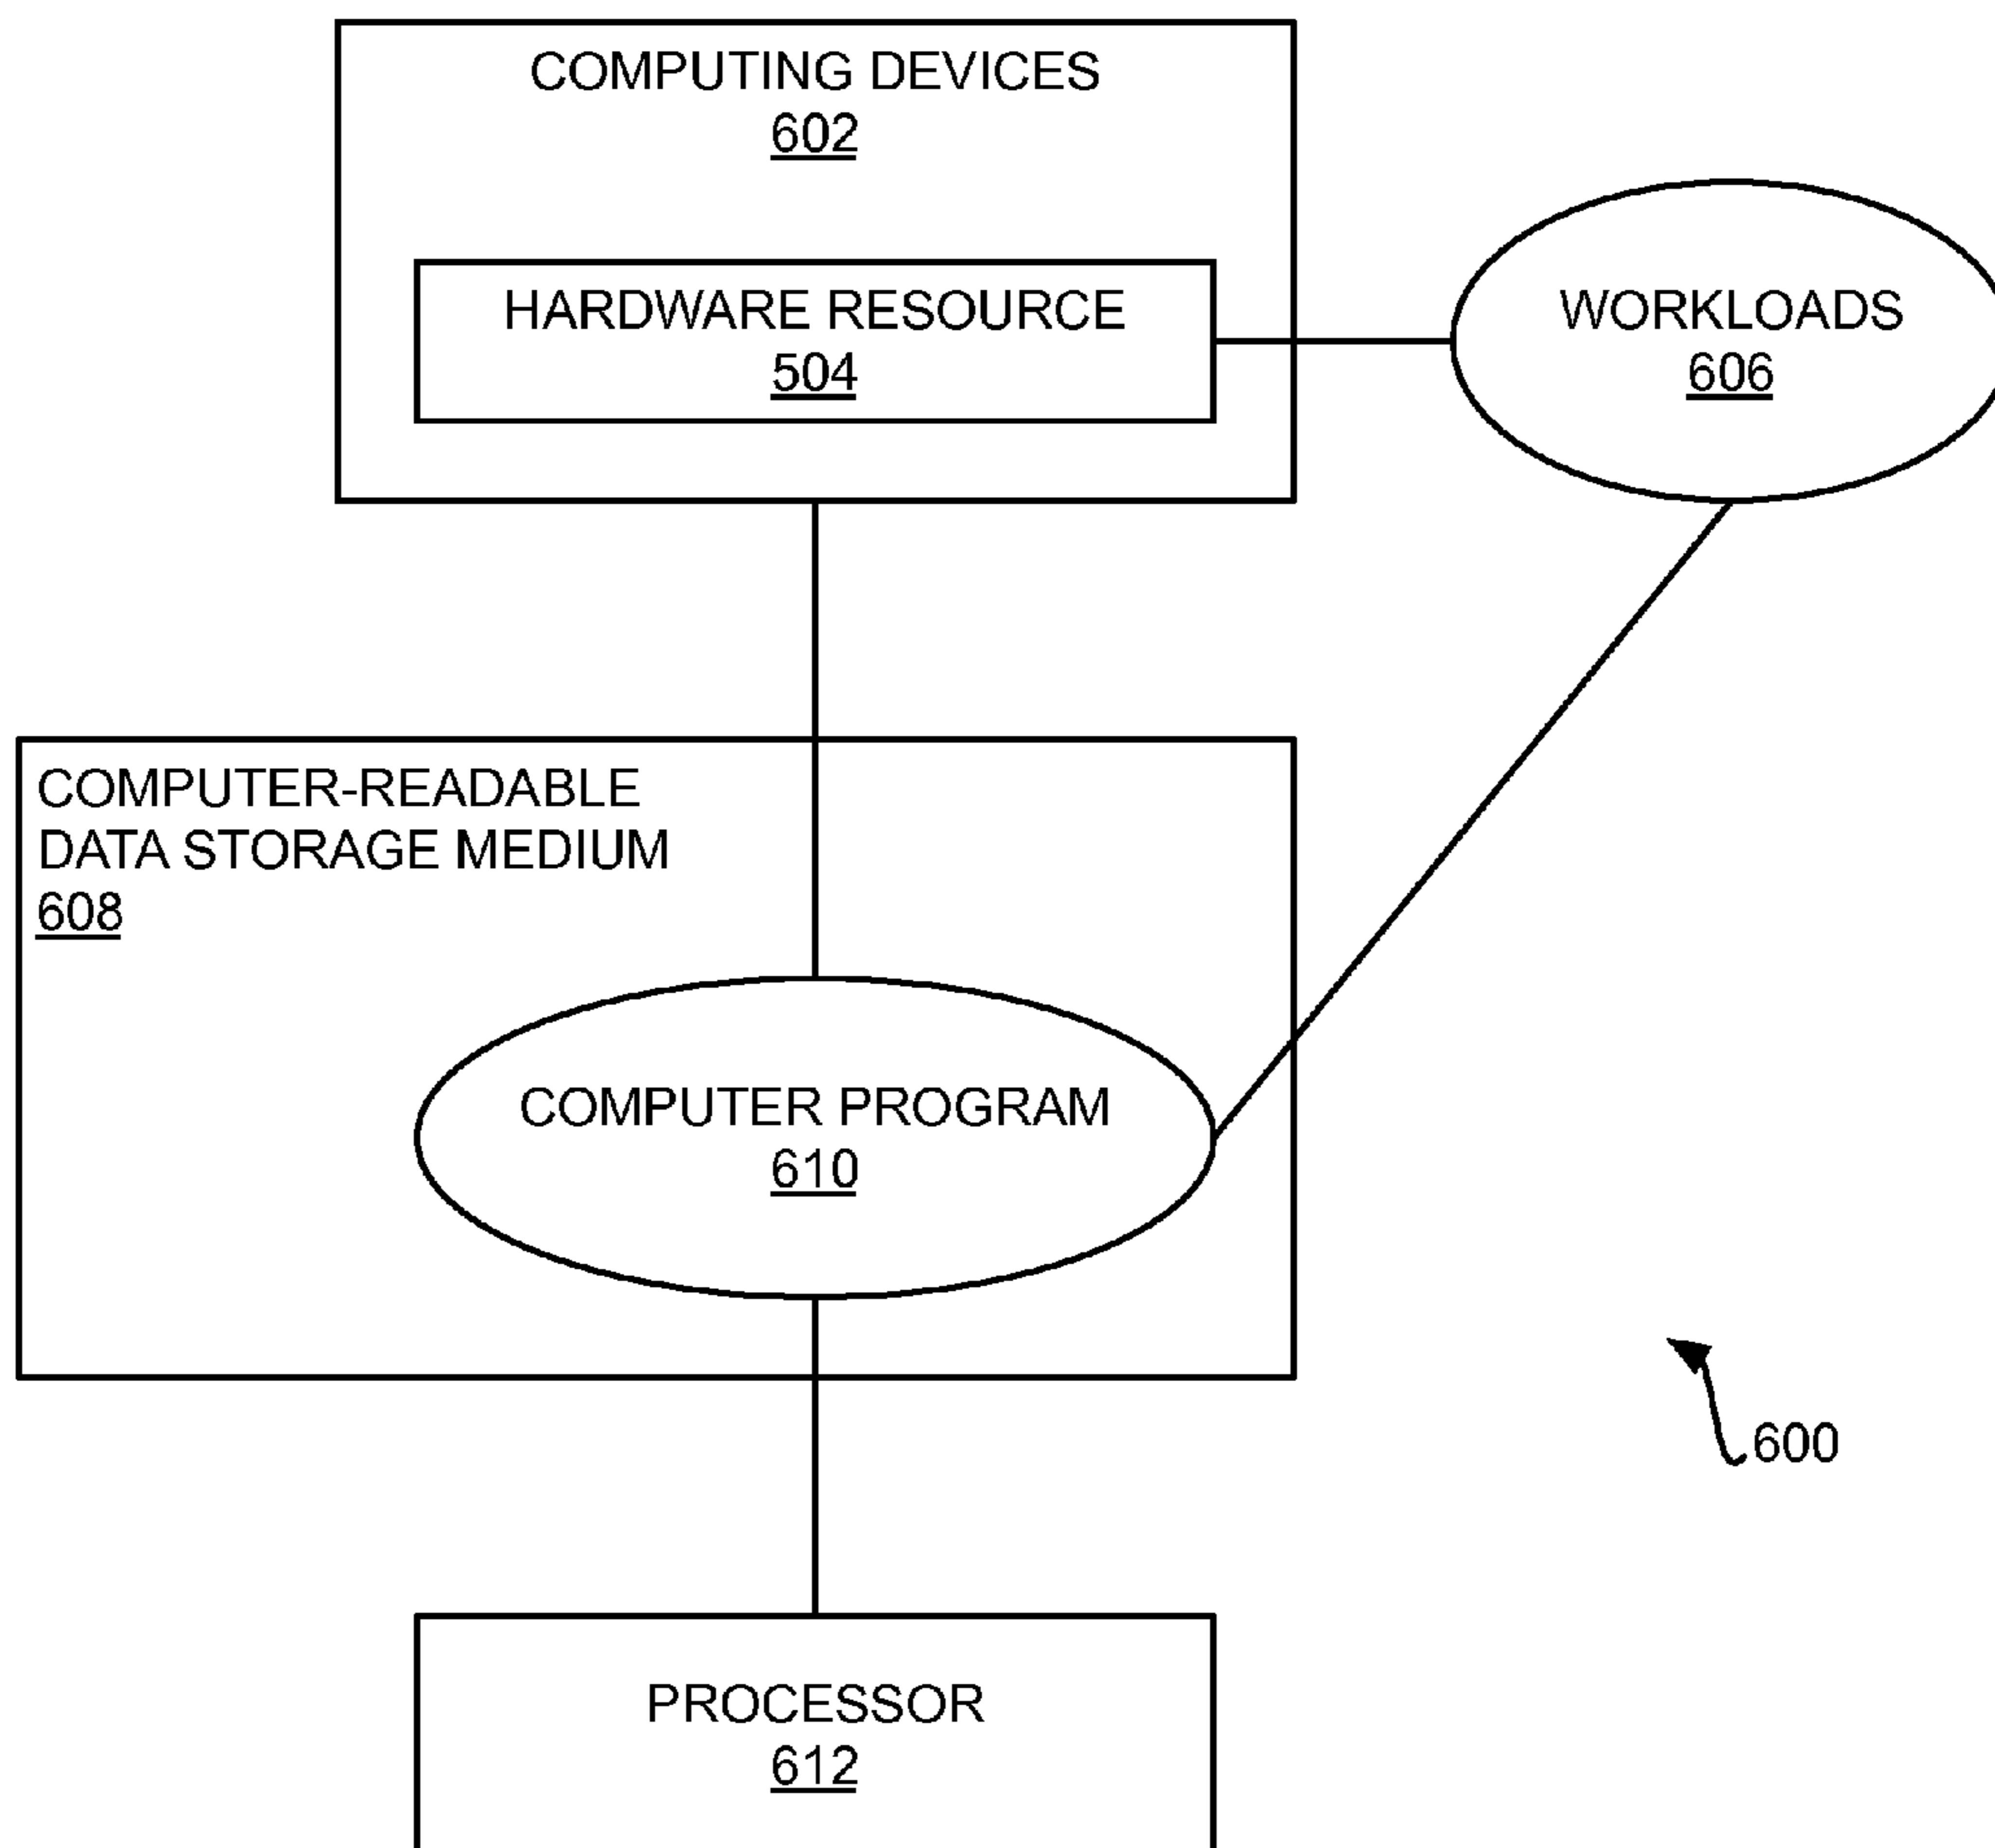 COMPUTING DEVICES
602
HARDWARE RESOURCE
504
WORKLOADS
606
COMPUTER-READABLE
DATA STORAGE MEDIUM
608
COMPUTER PROGRAM
610
600
PROCESSOR
612